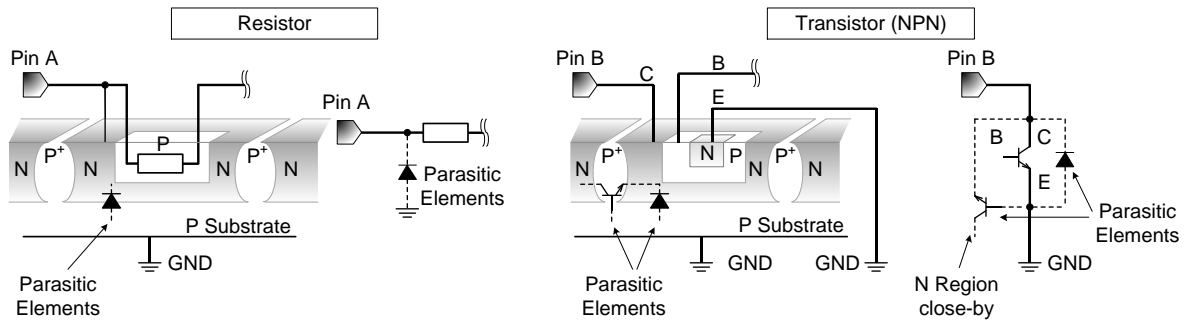 Resistor
Pin A
P
N
P+
N
N
P+
N
P Substrate
GND
Parasitic
Elements
Pin A
Parasitic
Elements
Transistor (NPN)
Pin B
C
B
E
N
P+
N
N
P
P+
N
P Substrate
GND
GND
Parasitic
Elements
Pin B
B
C
E
Parasitic
Elements
GND
N Region
close-by